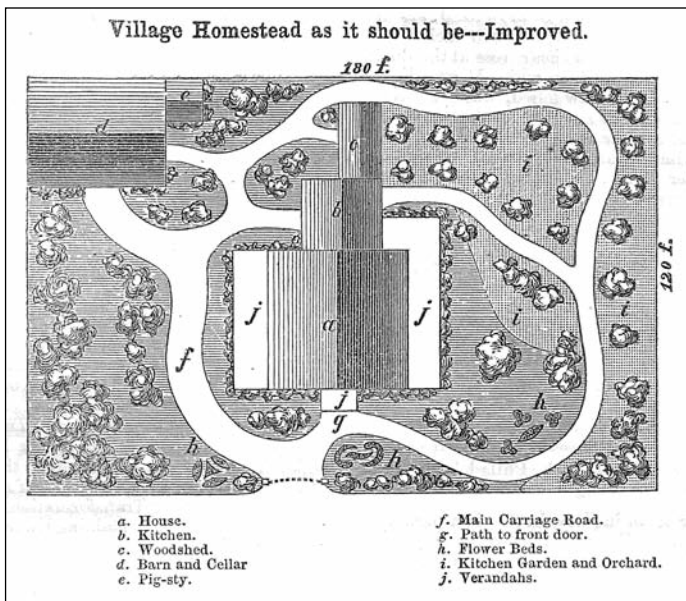 Village Homestead as it should be---Improved.
180 f.
e
d
c
i
b
120 f.
j
a
j
i
i
f
j
g
h
h
h
a. House.
b. Kitchen.
c. Woodshed.
d. Barn and Cellar
e. Pig-sty.
f. Main Carriage Road.
g. Path to front door.
h. Flower Beds.
i. Kitchen Garden and Orchard.
j. Verandahs.